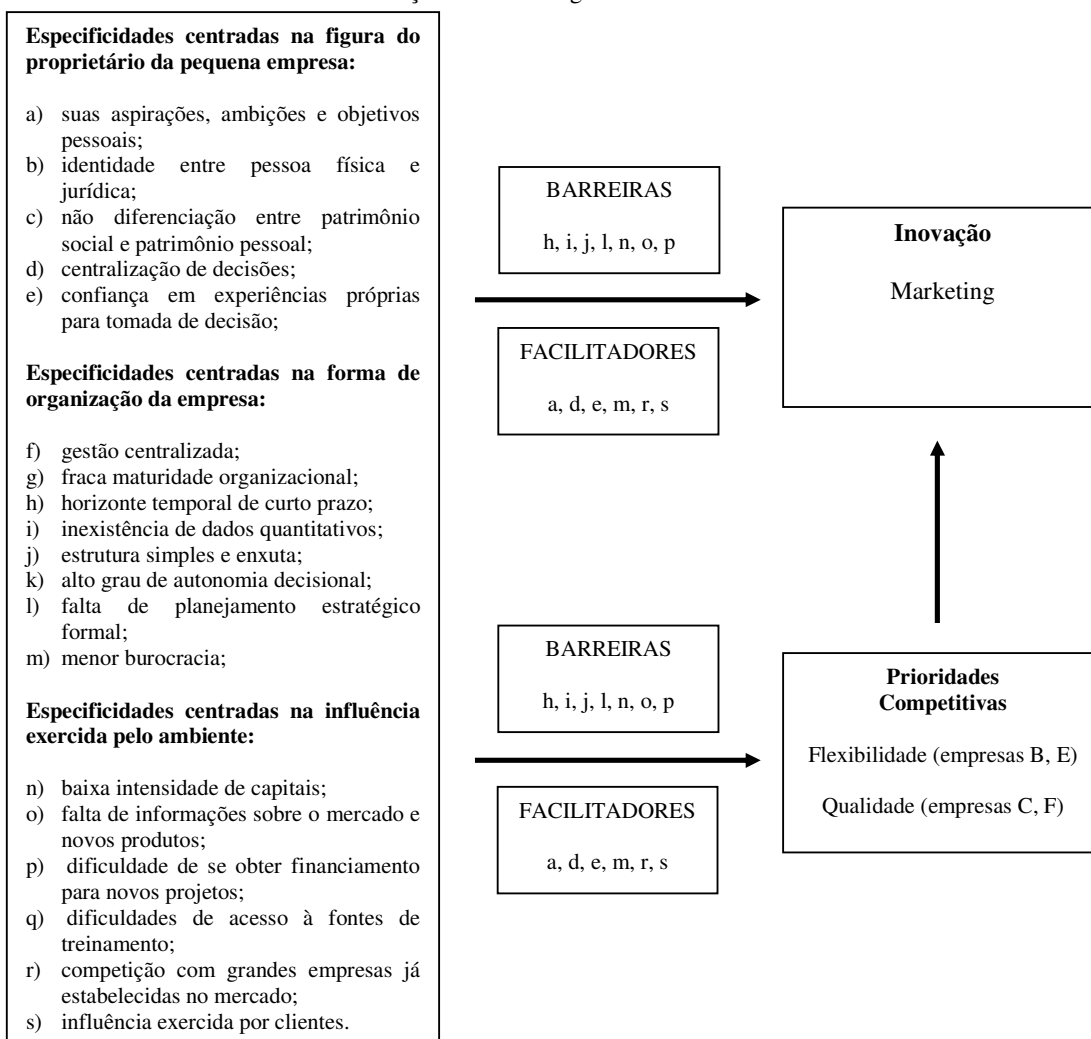 Especificidades centradas na figura do
proprietário da pequena empresa:
a) suas aspirações, ambições e objetivos
pessoais;
b) identidade entre pessoa física e
jurídica;
c) não diferenciação entre patrimônio
social e patrimônio pessoal;
d) centralização de decisões;
e) confiança em experiências próprias
para tomada de decisão;
Especificidades centradas na forma de
organização da empresa:
f) gestão centralizada;
g) fraca maturidade organizacional;
h) horizonte temporal de curto prazo;
i) inexistência de dados quantitativos;
j) estrutura simples e enxuta;
k) alto grau de autonomia decisional;
l) falta de planejamento estratégico
formal;
m) menor burocracia;
Especificidades centradas na influência
exercida pelo ambiente:
n) baixa intensidade de capitais;
o) falta de informações sobre o mercado e
novos produtos;
p) dificuldade de se obter financiamento
para novos projetos;
q) dificuldades de acesso à fontes de
treinamento;
r) competição com grandes empresas já
estabelecidas no mercado;
s) influência exercida por clientes.
BARREIRAS
h, i, j, l, n, o, p
FACILITADORES
a, d, e, m, r, s
Inovação
Marketing
BARREIRAS
h, i, j, l, n, o, p
FACILITADORES
a, d, e, m, r, s
Prioridades
Competitivas
Flexibilidade (empresas B, E)
Qualidade (empresas C, F)